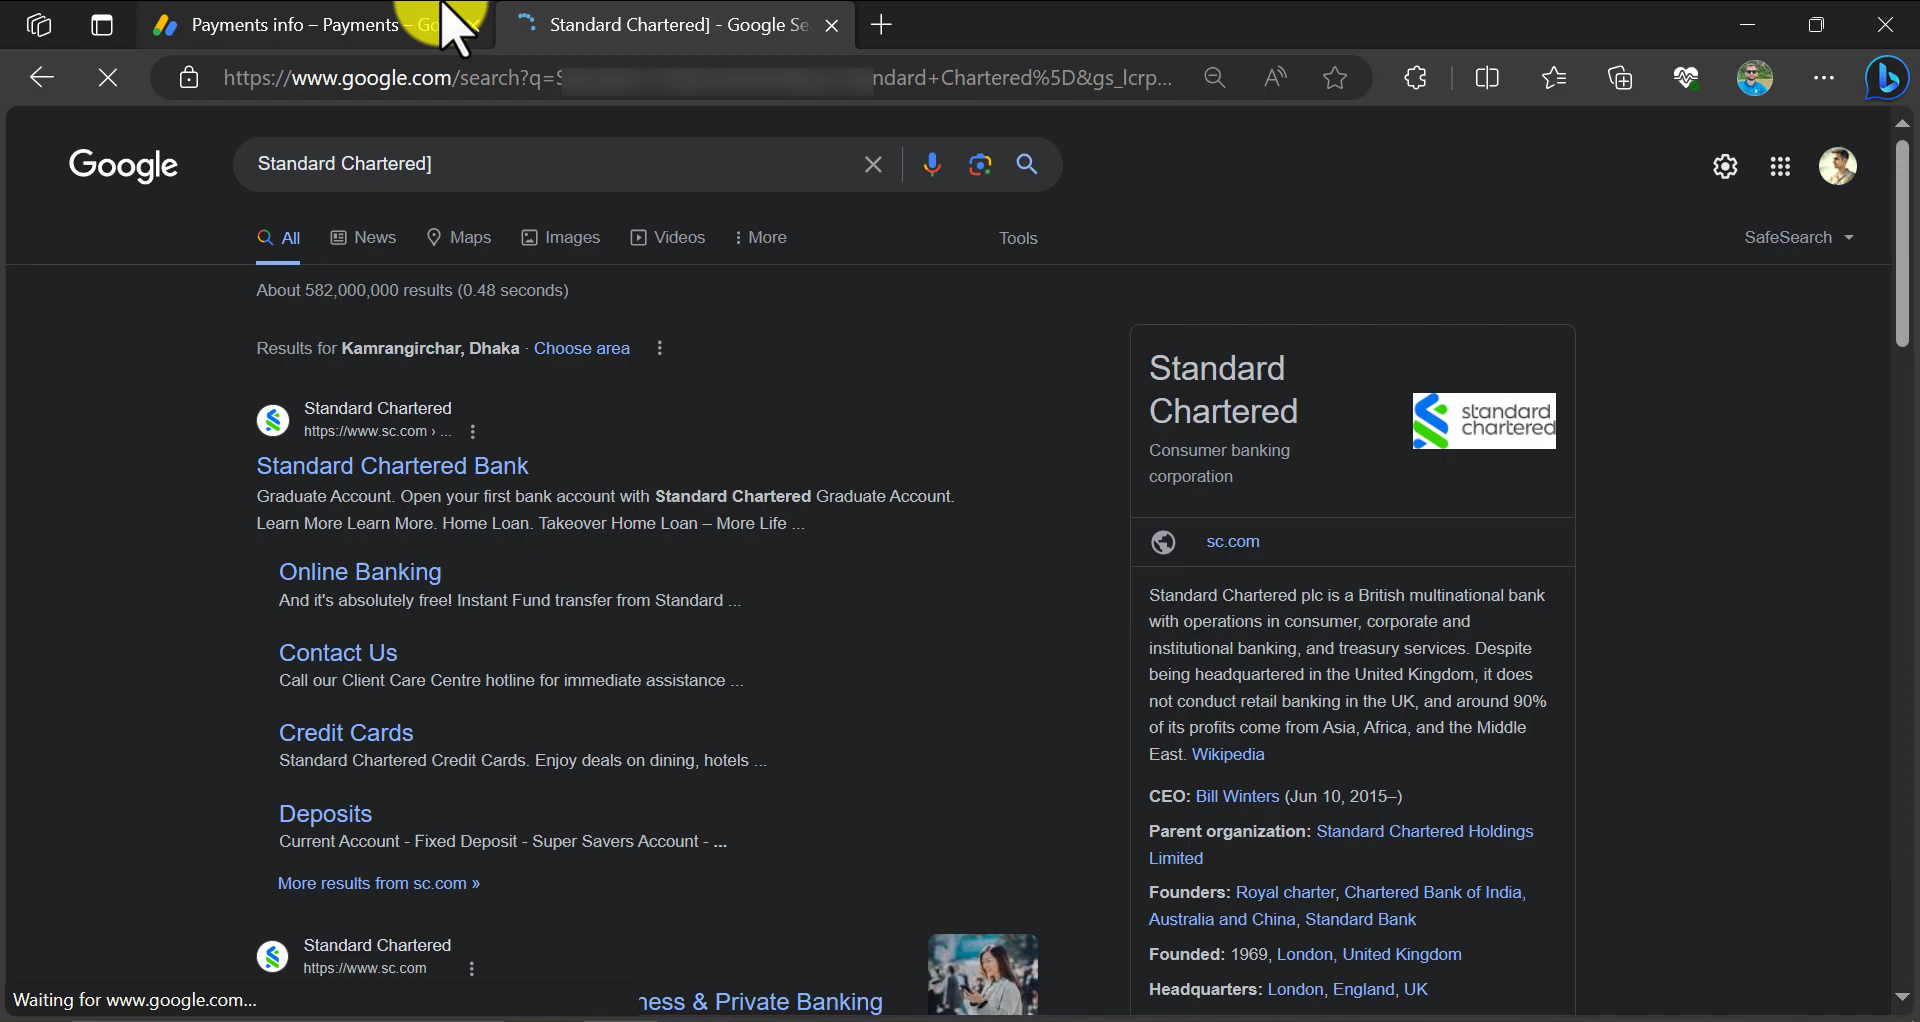 Payments info – Payments – Go
Standard Chartered] - Google Se
https://www.google.com/search?q=S ndard+Chartered%5D&gs_lcrp...
Google
Standard Chartered]
All
News
Maps
Images
Videos
More
Tools
SafeSearch
About 582,000,000 results (0.48 seconds)
Results for Kamrangirchar, Dhaka · Choose area
Standard Chartered
https://www.sc.com › ...
Standard Chartered Bank
Graduate Account. Open your first bank account with Standard Chartered Graduate Account.
Learn More Learn More. Home Loan. Takeover Home Loan – More Life ...
Online Banking
And it's absolutely free! Instant Fund transfer from Standard ...
Contact Us
Call our Client Care Centre hotline for immediate assistance ...
Credit Cards
Standard Chartered Credit Cards. Enjoy deals on dining, hotels ...
Deposits
Current Account - Fixed Deposit - Super Savers Account - ...
More results from sc.com »
Standard Chartered
https://www.sc.com
ness & Private Banking
Waiting for www.google.com...
Standard
Chartered
Consumer banking
corporation
standard
chartered
sc.com
Standard Chartered plc is a British multinational bank
with operations in consumer, corporate and
institutional banking, and treasury services. Despite
being headquartered in the United Kingdom, it does
not conduct retail banking in the UK, and around 90%
of its profits come from Asia, Africa, and the Middle
East. Wikipedia
CEO: Bill Winters (Jun 10, 2015–)
Parent organization: Standard Chartered Holdings
Limited
Founders: Royal charter, Chartered Bank of India,
Australia and China, Standard Bank
Founded: 1969, London, United Kingdom
Headquarters: London, England, UK